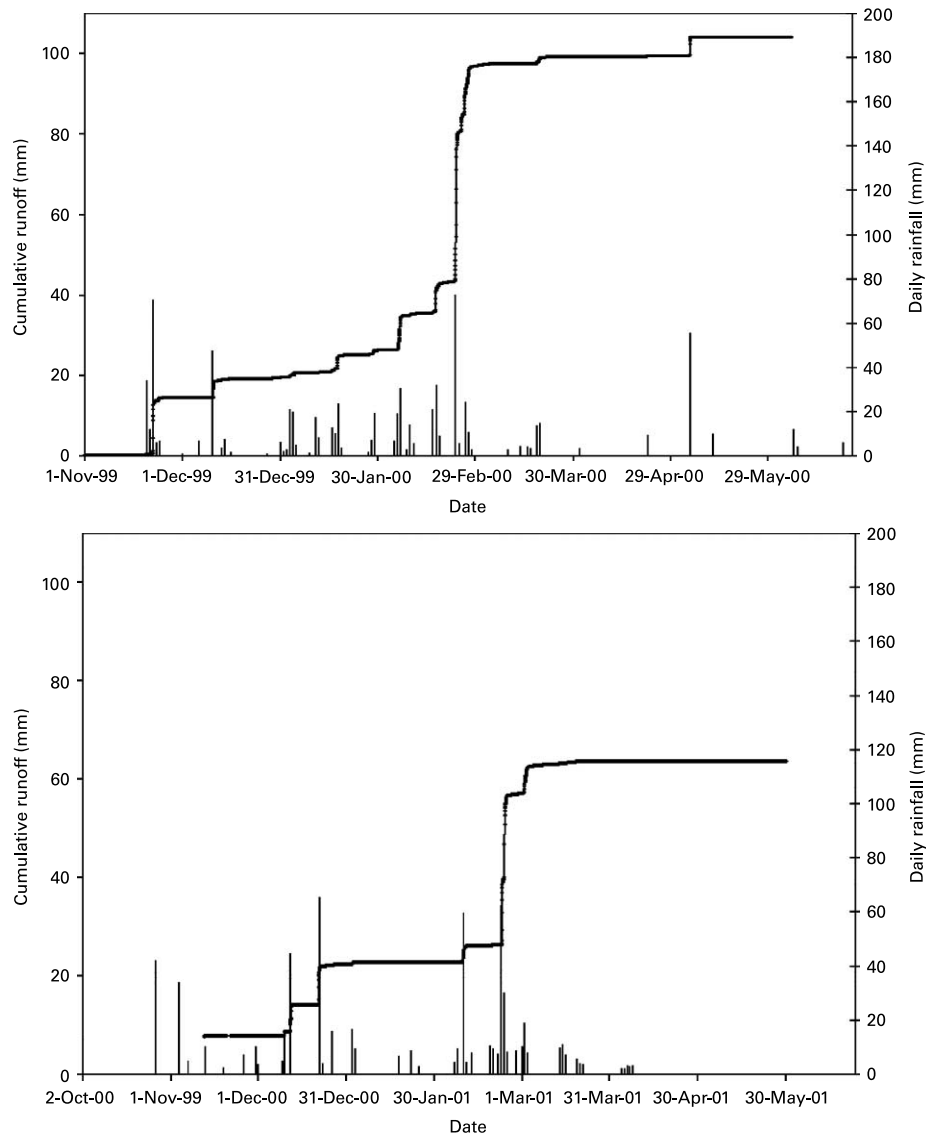 200
100
180
160
80
140
120
60
100
80
40
60
40
20
20
0
0
Cumulative runoff (mm)
Daily rainfall (mm)
1-Nov-99
1-Dec-99
31-Dec-99
30-Jan-00
29-Feb-00
30-Mar-00
29-Apr-00
29-May-00
Date
200
100
180
160
80
140
120
60
100
80
40
60
40
20
20
0
0
Cumulative runoff (mm)
Daily rainfall (mm)
2-Oct-00
1-Nov-99
1-Dec-00
31-Dec-00
30-Jan-01
1-Mar-01
31-Mar-01
30-Apr-01
30-May-01
Date